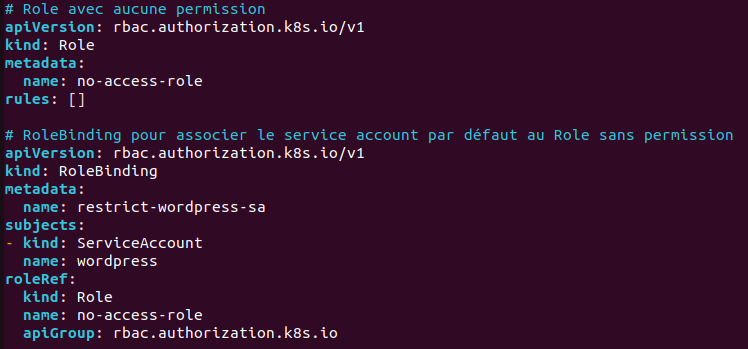 # Role avec aucune permission
apiVersion: rbac.authorization.k8s.io/v1
kind: Role
metadata:
  name: no-access-role
rules: []

# RoleBinding pour associer le service account par défaut au Role sans permission
apiVersion: rbac.authorization.k8s.io/v1
kind: RoleBinding
metadata:
  name: restrict-wordpress-sa
subjects:
- kind: ServiceAccount
  name: wordpress
roleRef:
  kind: Role
  name: no-access-role
  apiGroup: rbac.authorization.k8s.io